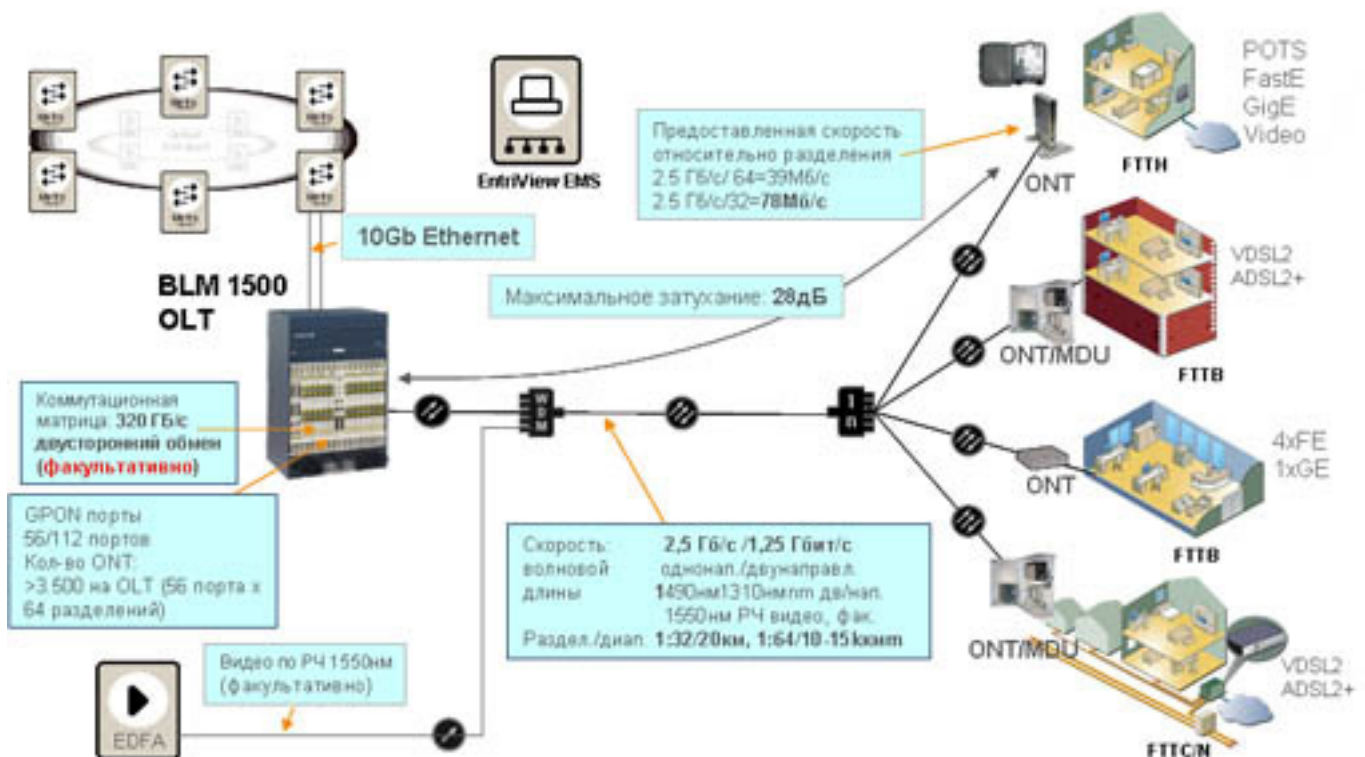 EntriView EMS
10Gb Ethernet
BLM 1500
OLT
Предоставленная скорость
относительно разделения
2.5 Гб/с/ 64=39Мб/с
2.5 Гб/с/32=78Мб/с
ONT
POTS
FastE
GigE
Video
FTTH
Максимальное затухание: 28дБ
VDSL2
ADSL2+
ONT/MDU
FTTB
Коммутационная
матрица: 320 ГБ/с
двусторонний обмен
(факультативно)
WDM
1
n
4xFE
1xGE
ONT
FTTB
GPON порты
56/112 портов
Кол-во ONT:
>3.500 на OLT (56 порта x
64 разделений)
Скорость: 2,5 Гб/с /1,25 Гбит/с
волновой однонап./двунаправл.
длины 1490нм1310нмnm дв/нап.
1550нм РЧ видео, фак.
Раздел./диап. 1:32/20км, 1:64/10-15kкмm
ONT/MDU
VDSL2
ADSL2+
FTTC/N
Видео по РЧ 1550нм
(факультативно)
EDFA